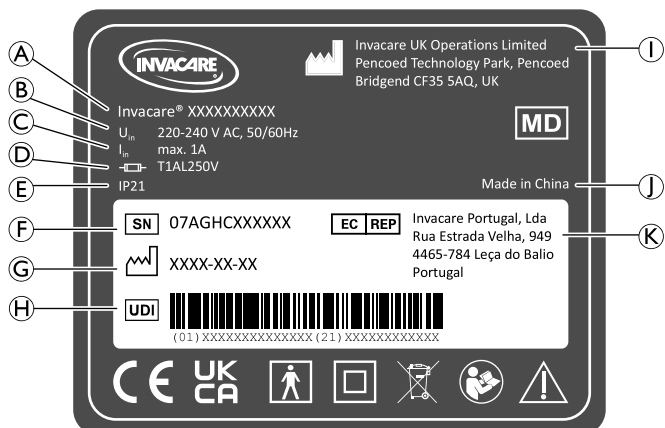 A
B
C
D
E
F
G
H
I
J
K
INVACARE
Invacare UK Operations Limited
Pencoed Technology Park, Pencoed
Bridgend CF35 5AQ, UK
Invacare® XXXXXXXXXX
Uin 220-240 V AC, 50/60Hz
Iin max. 1A
T1AL250V
IP21
MD
Made in China
SN 07AGHCXXXXXX
XXXX-XX-XX
EC REP
Invacare Portugal, Lda
Rua Estrada Velha, 949
4465-784 Leça do Balio
Portugal
UDI
(01)XXXXXXXXXXXXXX(21)XXXXXXXXXXXX
CE
UK
CA